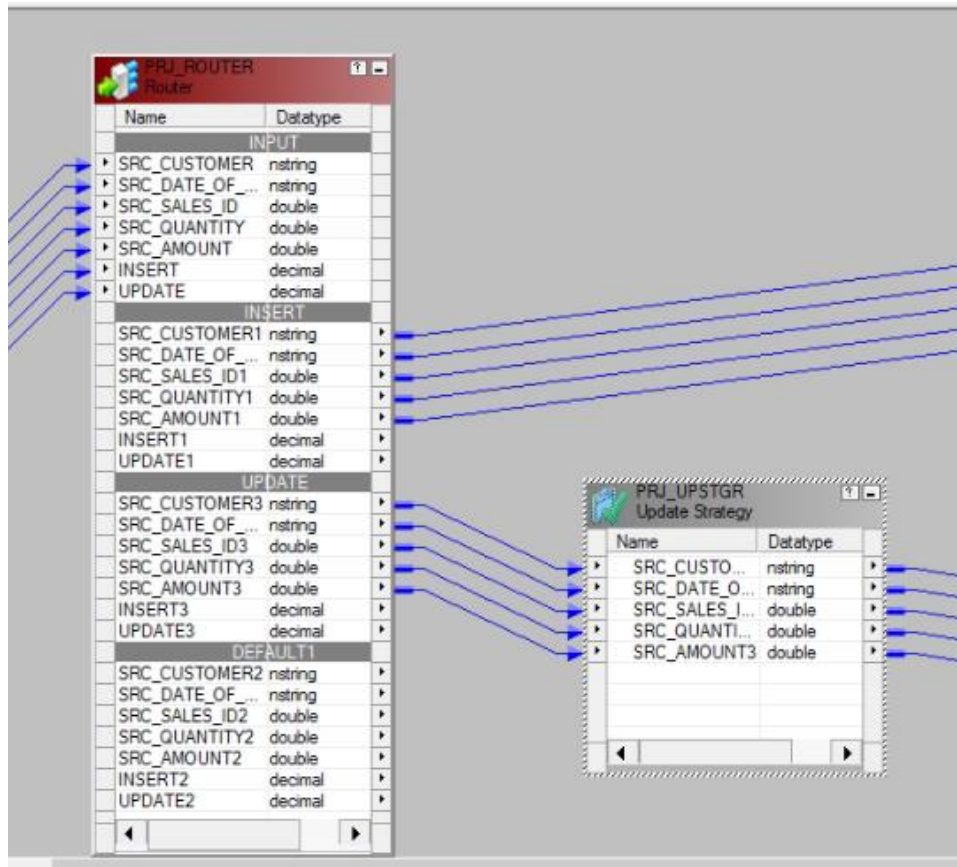 PRJ_ROUTER
Router
Name Datatype
INPUT
SRC_CUSTOMER nstring
SRC_DATE_OF_... nstring
SRC_SALES_ID double
SRC_QUANTITY double
SRC_AMOUNT double
INSERT decimal
UPDATE decimal
INSERT
SRC_CUSTOMER1 nstring
SRC_DATE_OF_... nstring
SRC_SALES_ID1 double
SRC_QUANTITY1 double
SRC_AMOUNT1 double
INSERT1 decimal
UPDATE1 decimal
UPDATE
SRC_CUSTOMER3 nstring
SRC_DATE_OF_... nstring
SRC_SALES_ID3 double
SRC_QUANTITY3 double
SRC_AMOUNT3 double
INSERT3 decimal
UPDATE3 decimal
DEFAULT1
SRC_CUSTOMER2 nstring
SRC_DATE_OF_... nstring
SRC_SALES_ID2 double
SRC_QUANTITY2 double
SRC_AMOUNT2 double
INSERT2 decimal
UPDATE2 decimal
PRJ_UPSTGR
Update Strategy
Name Datatype
SRC_CUSTO... nstring
SRC_DATE_O... nstring
SRC_SALES_I... double
SRC_QUANTI... double
SRC_AMOUNT3 double